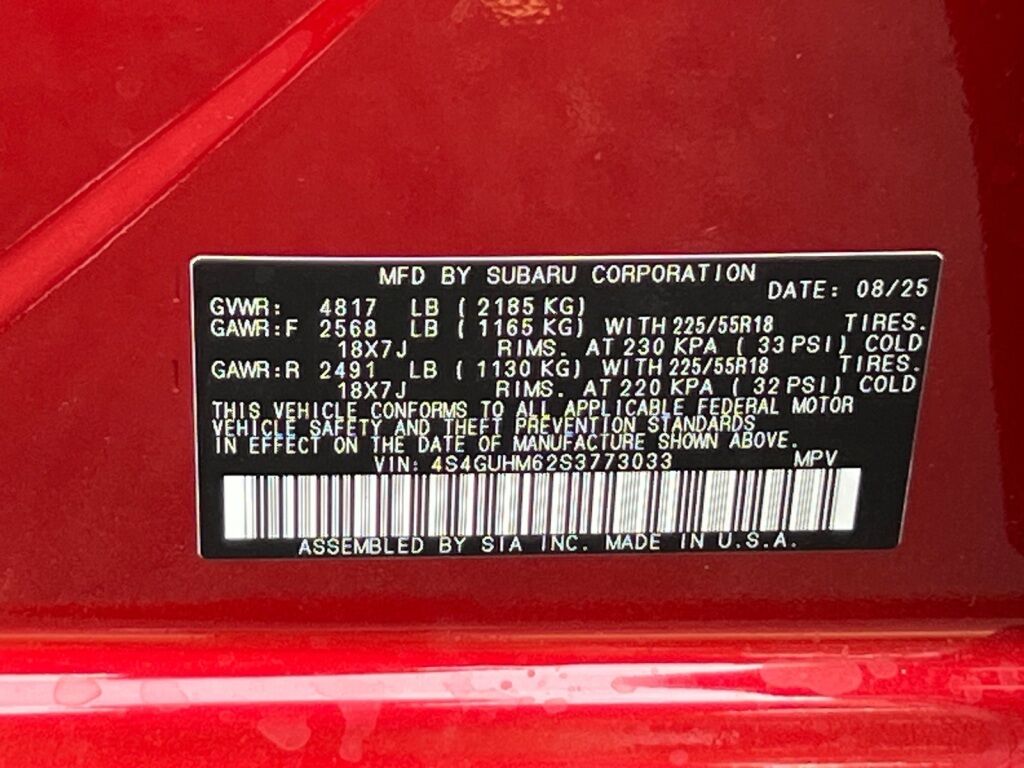 MFD BY SUBARU CORPORATION
DATE: 08/25
GVWR: 4817 LB ( 2185 KG)
GAWR:F 2568 LB ( 1165 KG) WITH 225/55R18 TIRES.
18X7J RIMS. AT 230 KPA ( 33 PSI) COLD
GAWR:R 2491 LB ( 1130 KG) WITH 225/55R18 TIRES.
18X7J RIMS. AT 220 KPA ( 32 PSI) COLD
THIS VEHICLE CONFORMS TO ALL APPLICABLE FEDERAL MOTOR
VEHICLE SAFETY AND THEFT PREVENTION STANDARDS
IN EFFECT ON THE DATE OF MANUFACTURE SHOWN ABOVE.
VIN: 4S4GUHM62S3773033 MPV
ASSEMBLED BY SIA INC. MADE IN U.S.A.